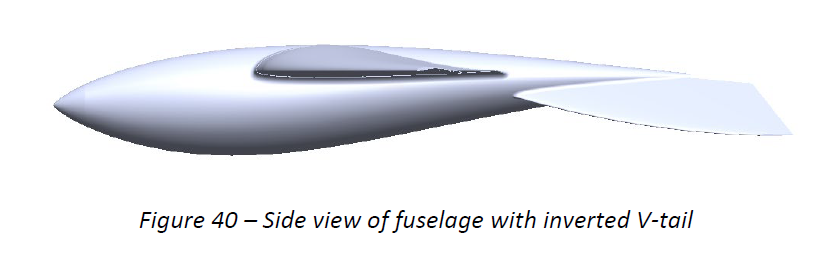 Figure 40 – Side view of fuselage with inverted V-tail